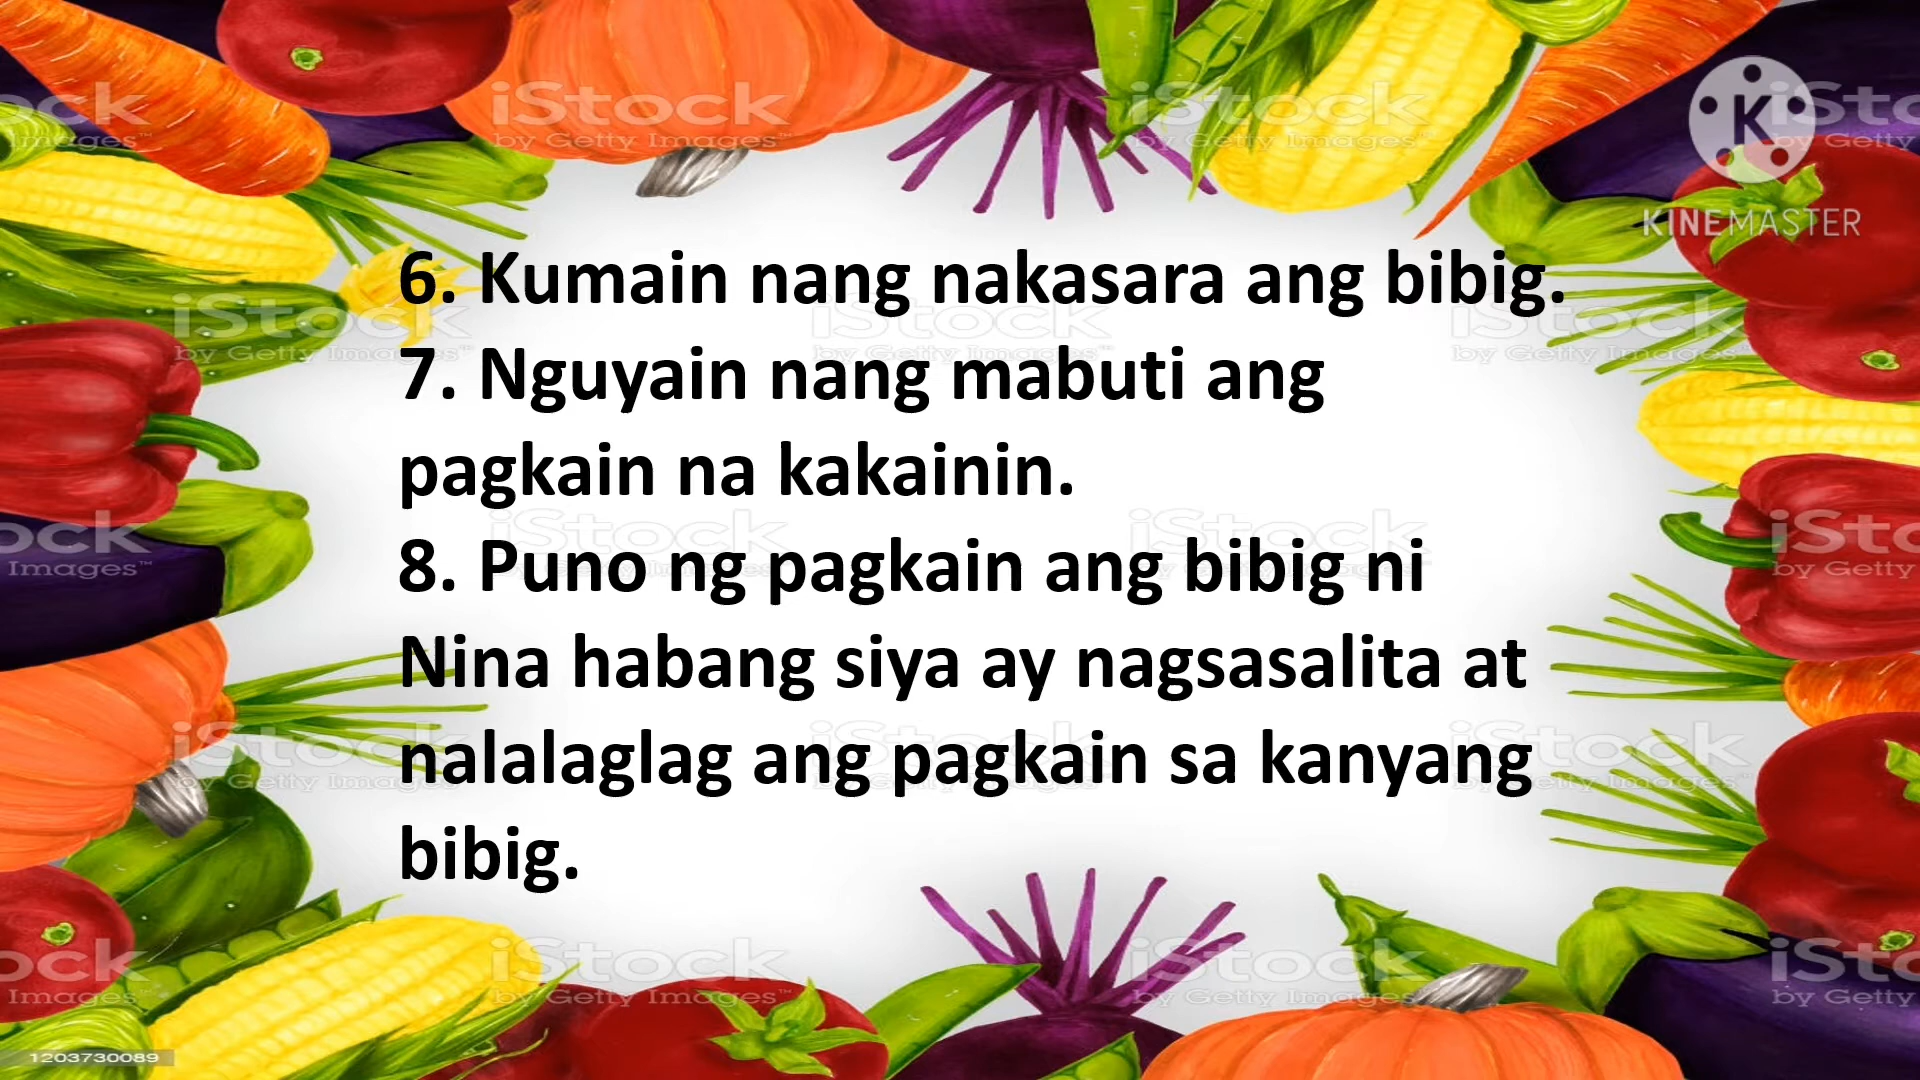 iStock
by Getty Images™
K
KINEMASTER
6. Kumain nang nakasara ang bibig.
7. Nguyain nang mabuti ang
pagkain na kakainin.
8. Puno ng pagkain ang bibig ni
Nina habang siya ay nagsasalita at
nalalaglag ang pagkain sa kanyang
bibig.
1203730089